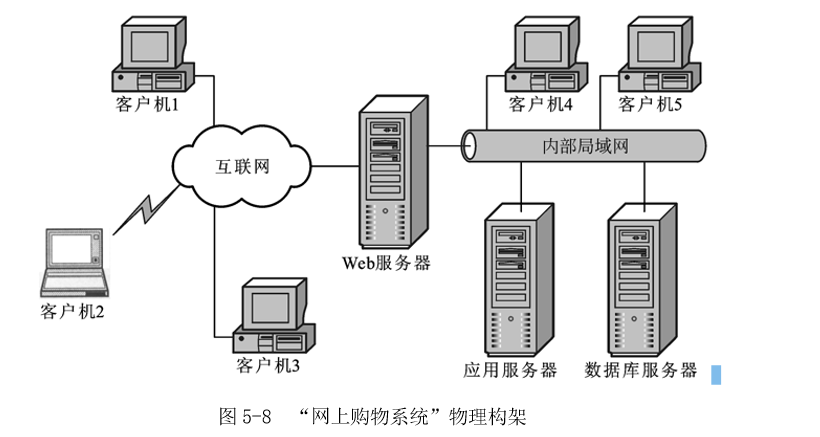 客户机1
客户机4
客户机5
互联网
内部局域网
Web服务器
客户机2
客户机3
应用服务器
数据库服务器
图 5-8 “网上购物系统”物理构架